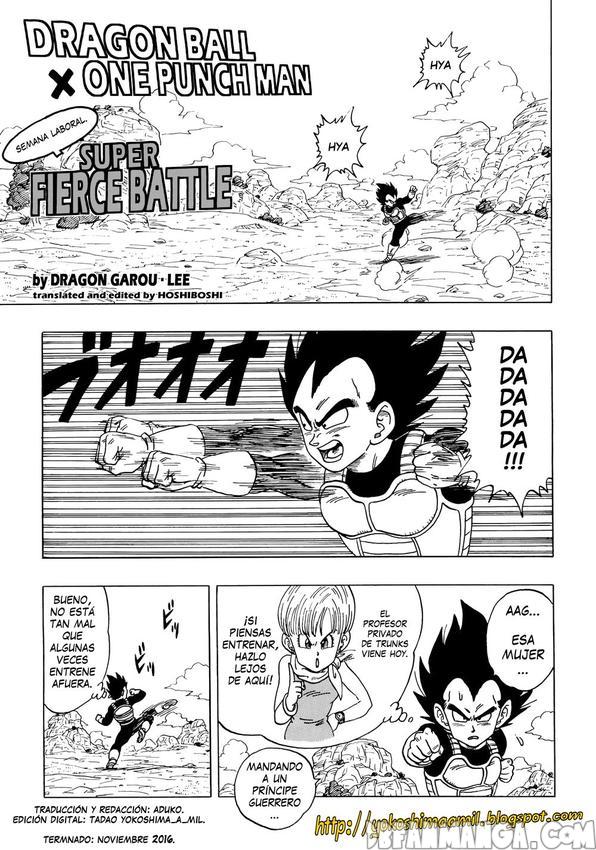 DRAGON BALL
× ONE PUNCH MAN
SEMANA LABORAL.
SUPER
FIERCE BATTLE
by DRAGON GAROU・LEE
translated and edited by HOSHIBOSHI
HYA
HYA
DA
DA
DA
DA
DA
!!!
ブオオオ
AAG...
ESA
MUJER
...
EL
PROFESOR
PRIVADO
DE TRUNKS
VIENE HOY.
¡SI
PIENSAS
ENTRENAR,
HAZLO
LEJOS DE
AQUÍ!
MANDANDO
A UN
PRÍNCIPE
GUERRERO
...
BUENO,
NO ESTÁ
TAN MAL
QUE
ALGUNAS
VECES
ENTRENE
AFUERA.
TRADUCCIÓN Y REDACCIÓN: ADUKO.
EDICIÓN DIGITAL: TADAO YOKOSHIMA_A_MIL.
TERMNADO: NOVIEMBRE 2016.
http://yokoshimaamil.blogspot.com
DBFANMANGA.COM